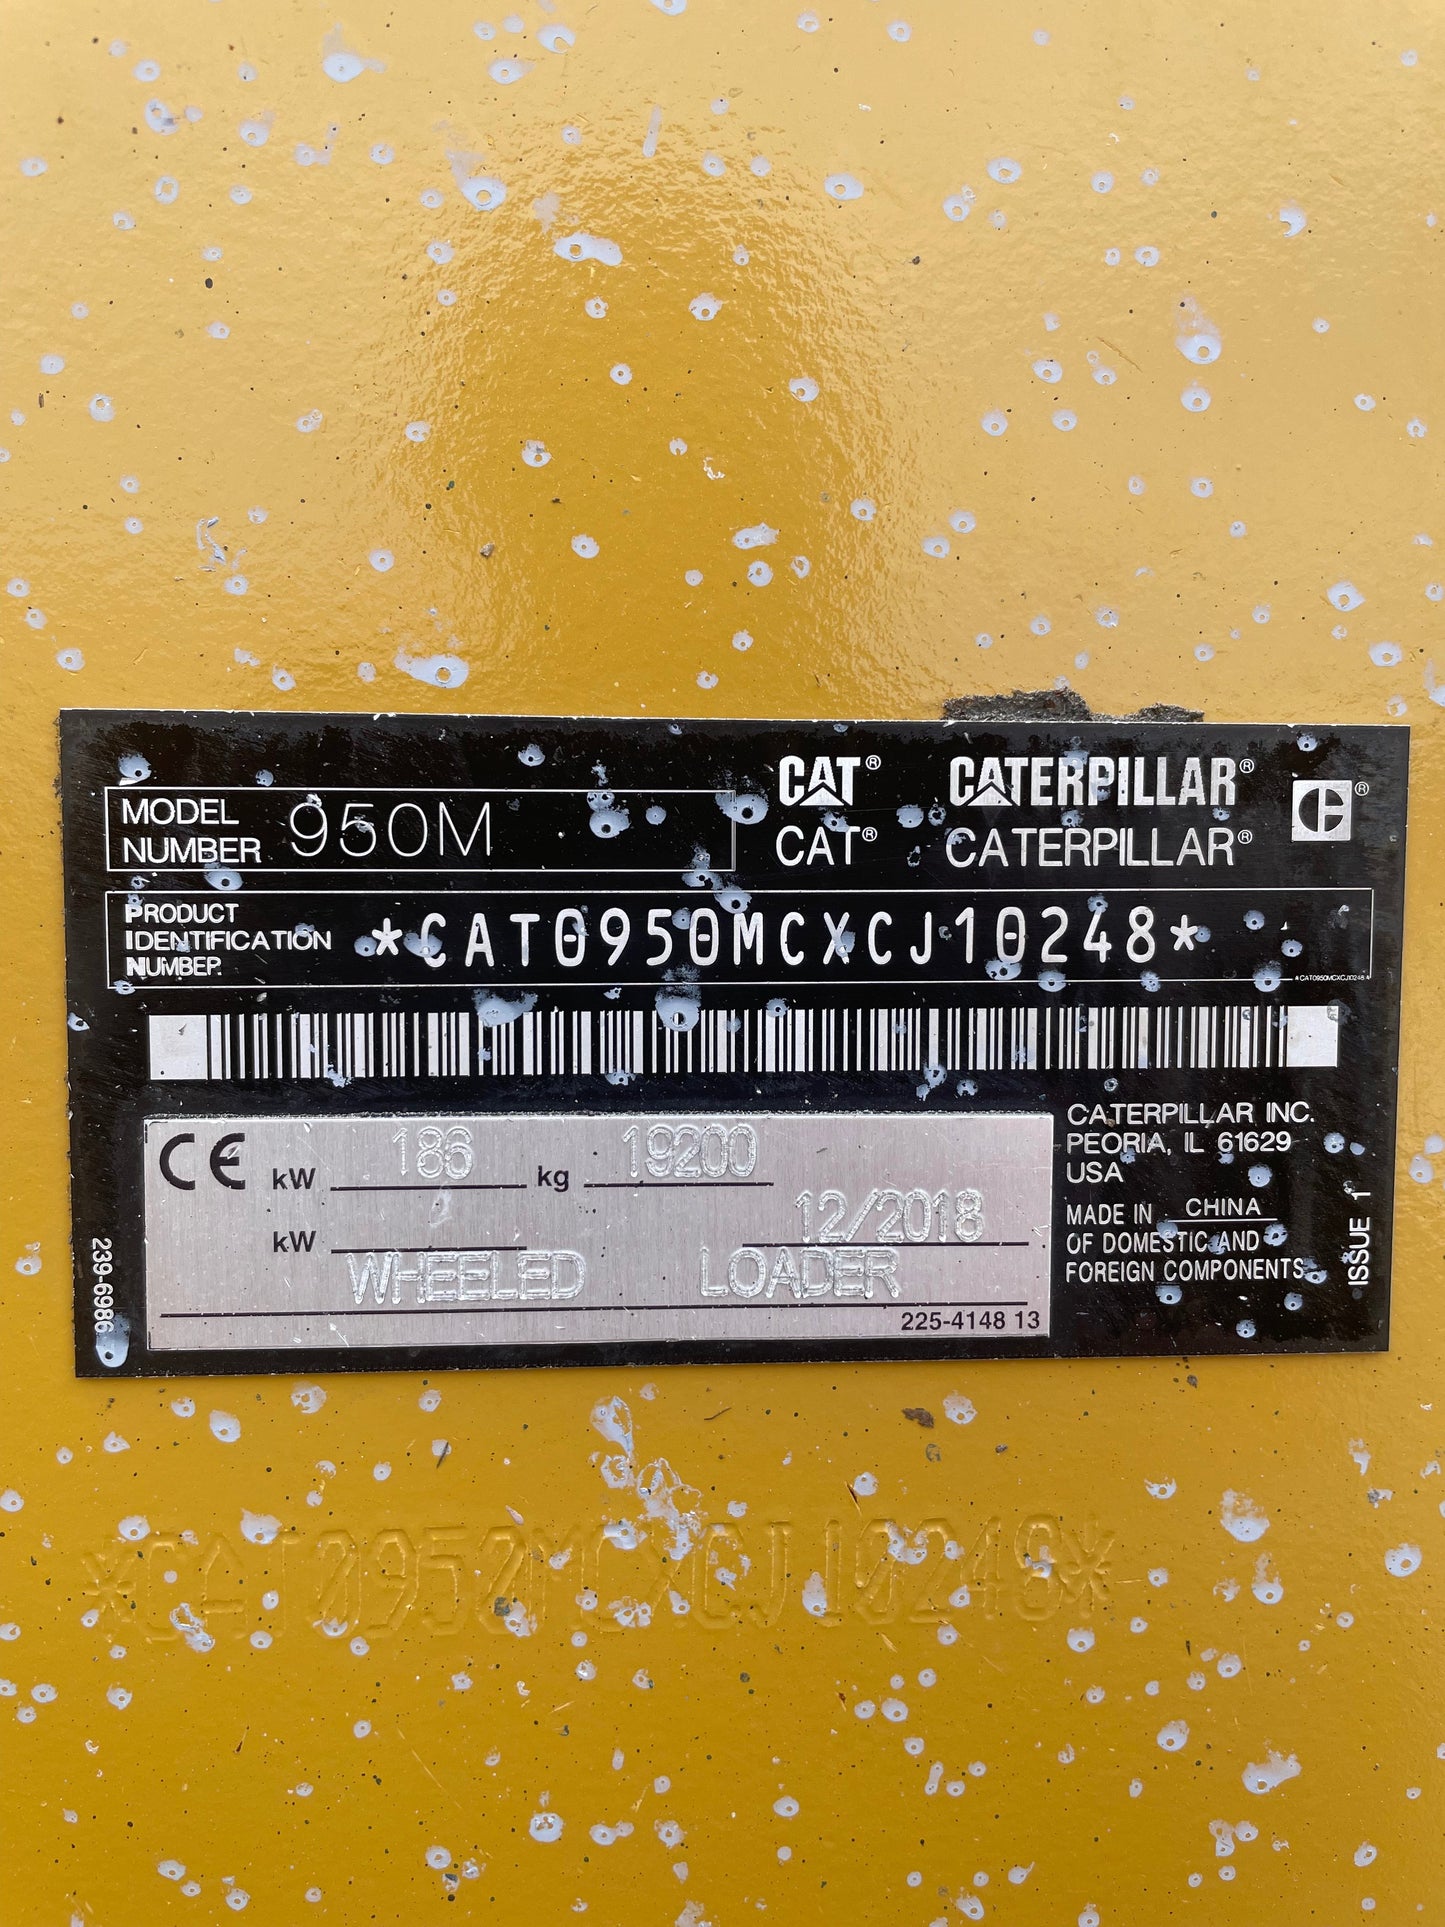 MODEL NUMBER 950M
CAT® CATERPILLAR®
CAT® CATERPILLAR®
PRODUCT IDENTIFICATION NUMBER *CAT0950MCXCJ10248*
*CAT0950MCXCJ10248*
CE kW 186 kg 19200
kW 12/2018
WHEELED LOADER
225-4148 13
CATERPILLAR INC.
PEORIA, IL 61629
USA
MADE IN CHINA
OF DOMESTIC AND
FOREIGN COMPONENTS
ISSUE 1
239-6986
*CAT0950MCXCJ10248*